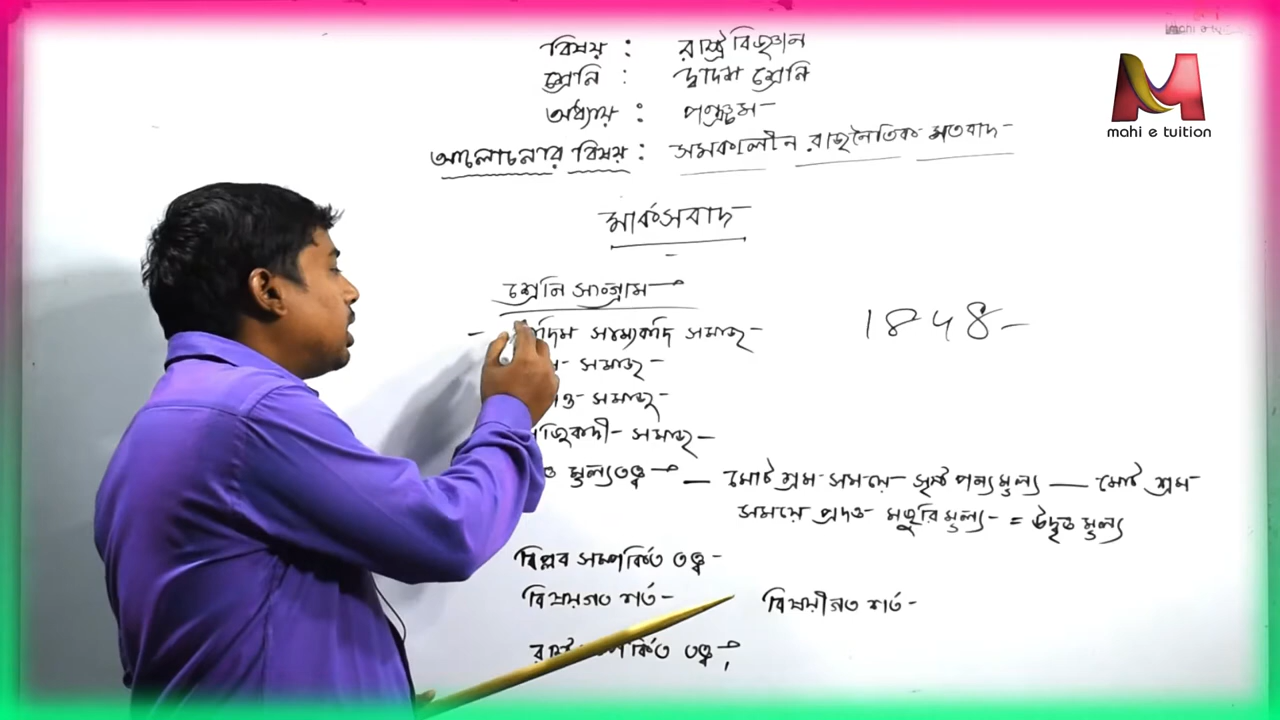 বিষয় : রাষ্ট্রবিজ্ঞান
শ্রেনি : দ্বাদশ শ্রেনি
অধ্যায় : পঞ্চম-
আলোচনার বিষয় : সমকালীন রাজনৈতিক মতবাদ-
mahi e tuition
মার্কসবাদ-
শ্রেনি সংগ্রাম
1848-
সাম্যবাদি সমাজ-
সমাজ-
সমাজ-
সমাজ-
মূল্যতত্ত্ব - মোট শ্রম-সময়ে- সৃষ্ট পন্যমূল্য - মোট শ্রম-
সময়ে প্রদত্ত মজুরি মূল্য- = উদ্বৃত্ত মূল্য
বিপ্লব সম্পর্কিত তত্ত্ব-
বিষয়গত শর্ত- বিষয়ীগত শর্ত-
তত্ত্ব